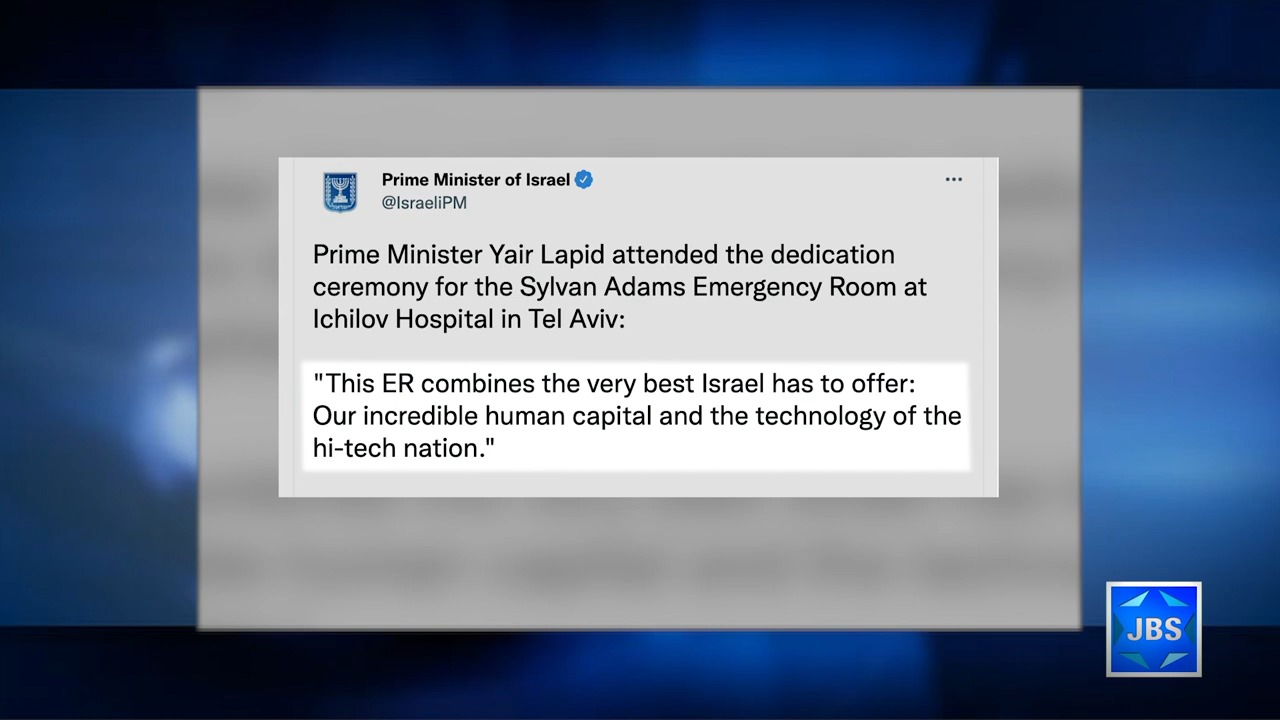 Prime Minister of Israel
@IsraeliPM
Prime Minister Yair Lapid attended the dedication
ceremony for the Sylvan Adams Emergency Room at
Ichilov Hospital in Tel Aviv:
"This ER combines the very best Israel has to offer:
Our incredible human capital and the technology of the
hi-tech nation."
JBS